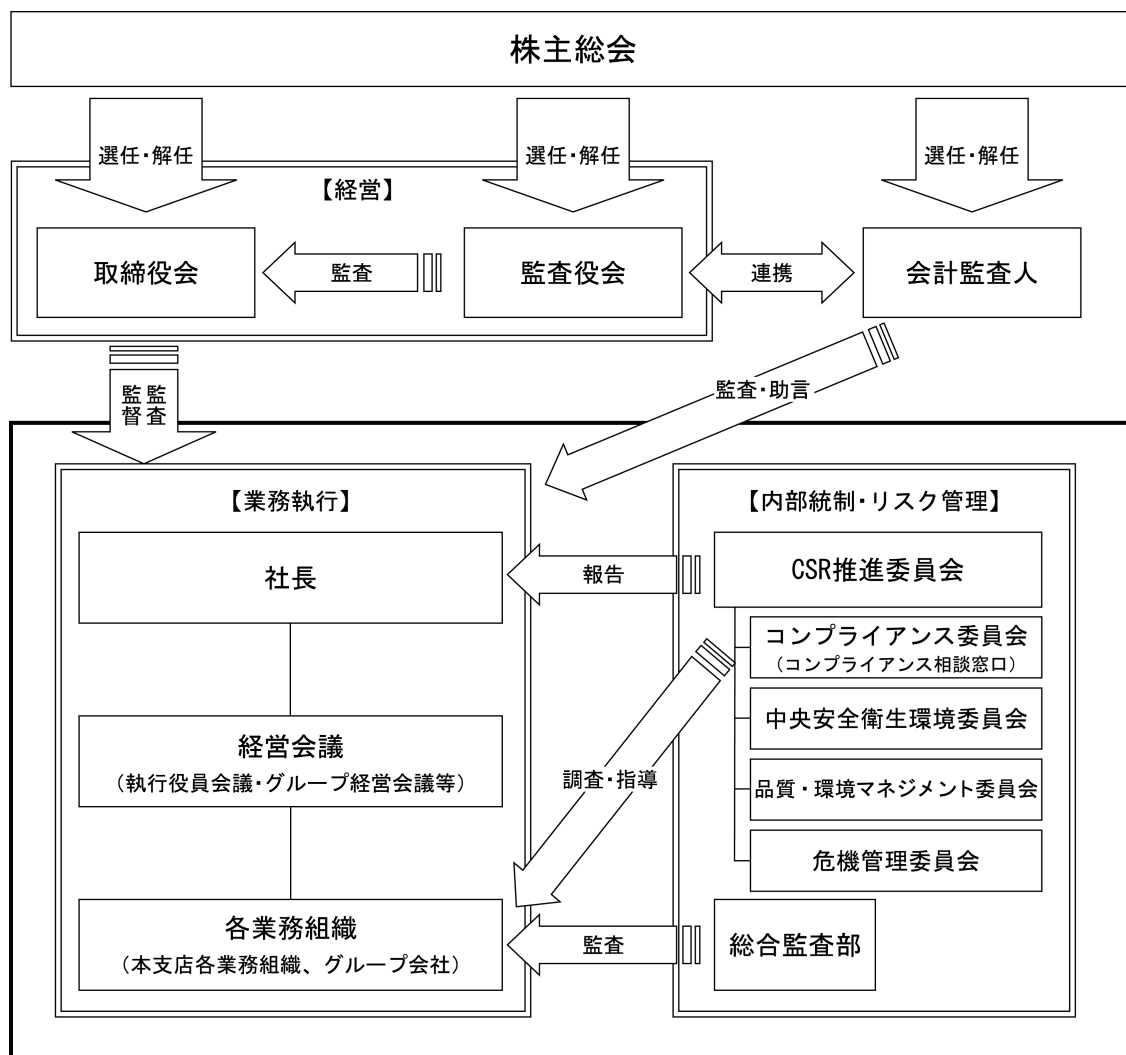 株主総会
選任・解任
選任・解任
選任・解任
【経営】
取締役会
監査
監査役会
連携
会計監査人
監督
監査
監査・助言
【業務執行】
【内部統制・リスク管理】
社長
報告
CSR推進委員会
コンプライアンス委員会
（コンプライアンス相談窓口）
中央安全衛生環境委員会
経営会議
（執行役員会議・グループ経営会議等）
調査・指導
品質・環境マネジメント委員会
危機管理委員会
各業務組織
（本支店各業務組織、グループ会社）
監査
総合監査部